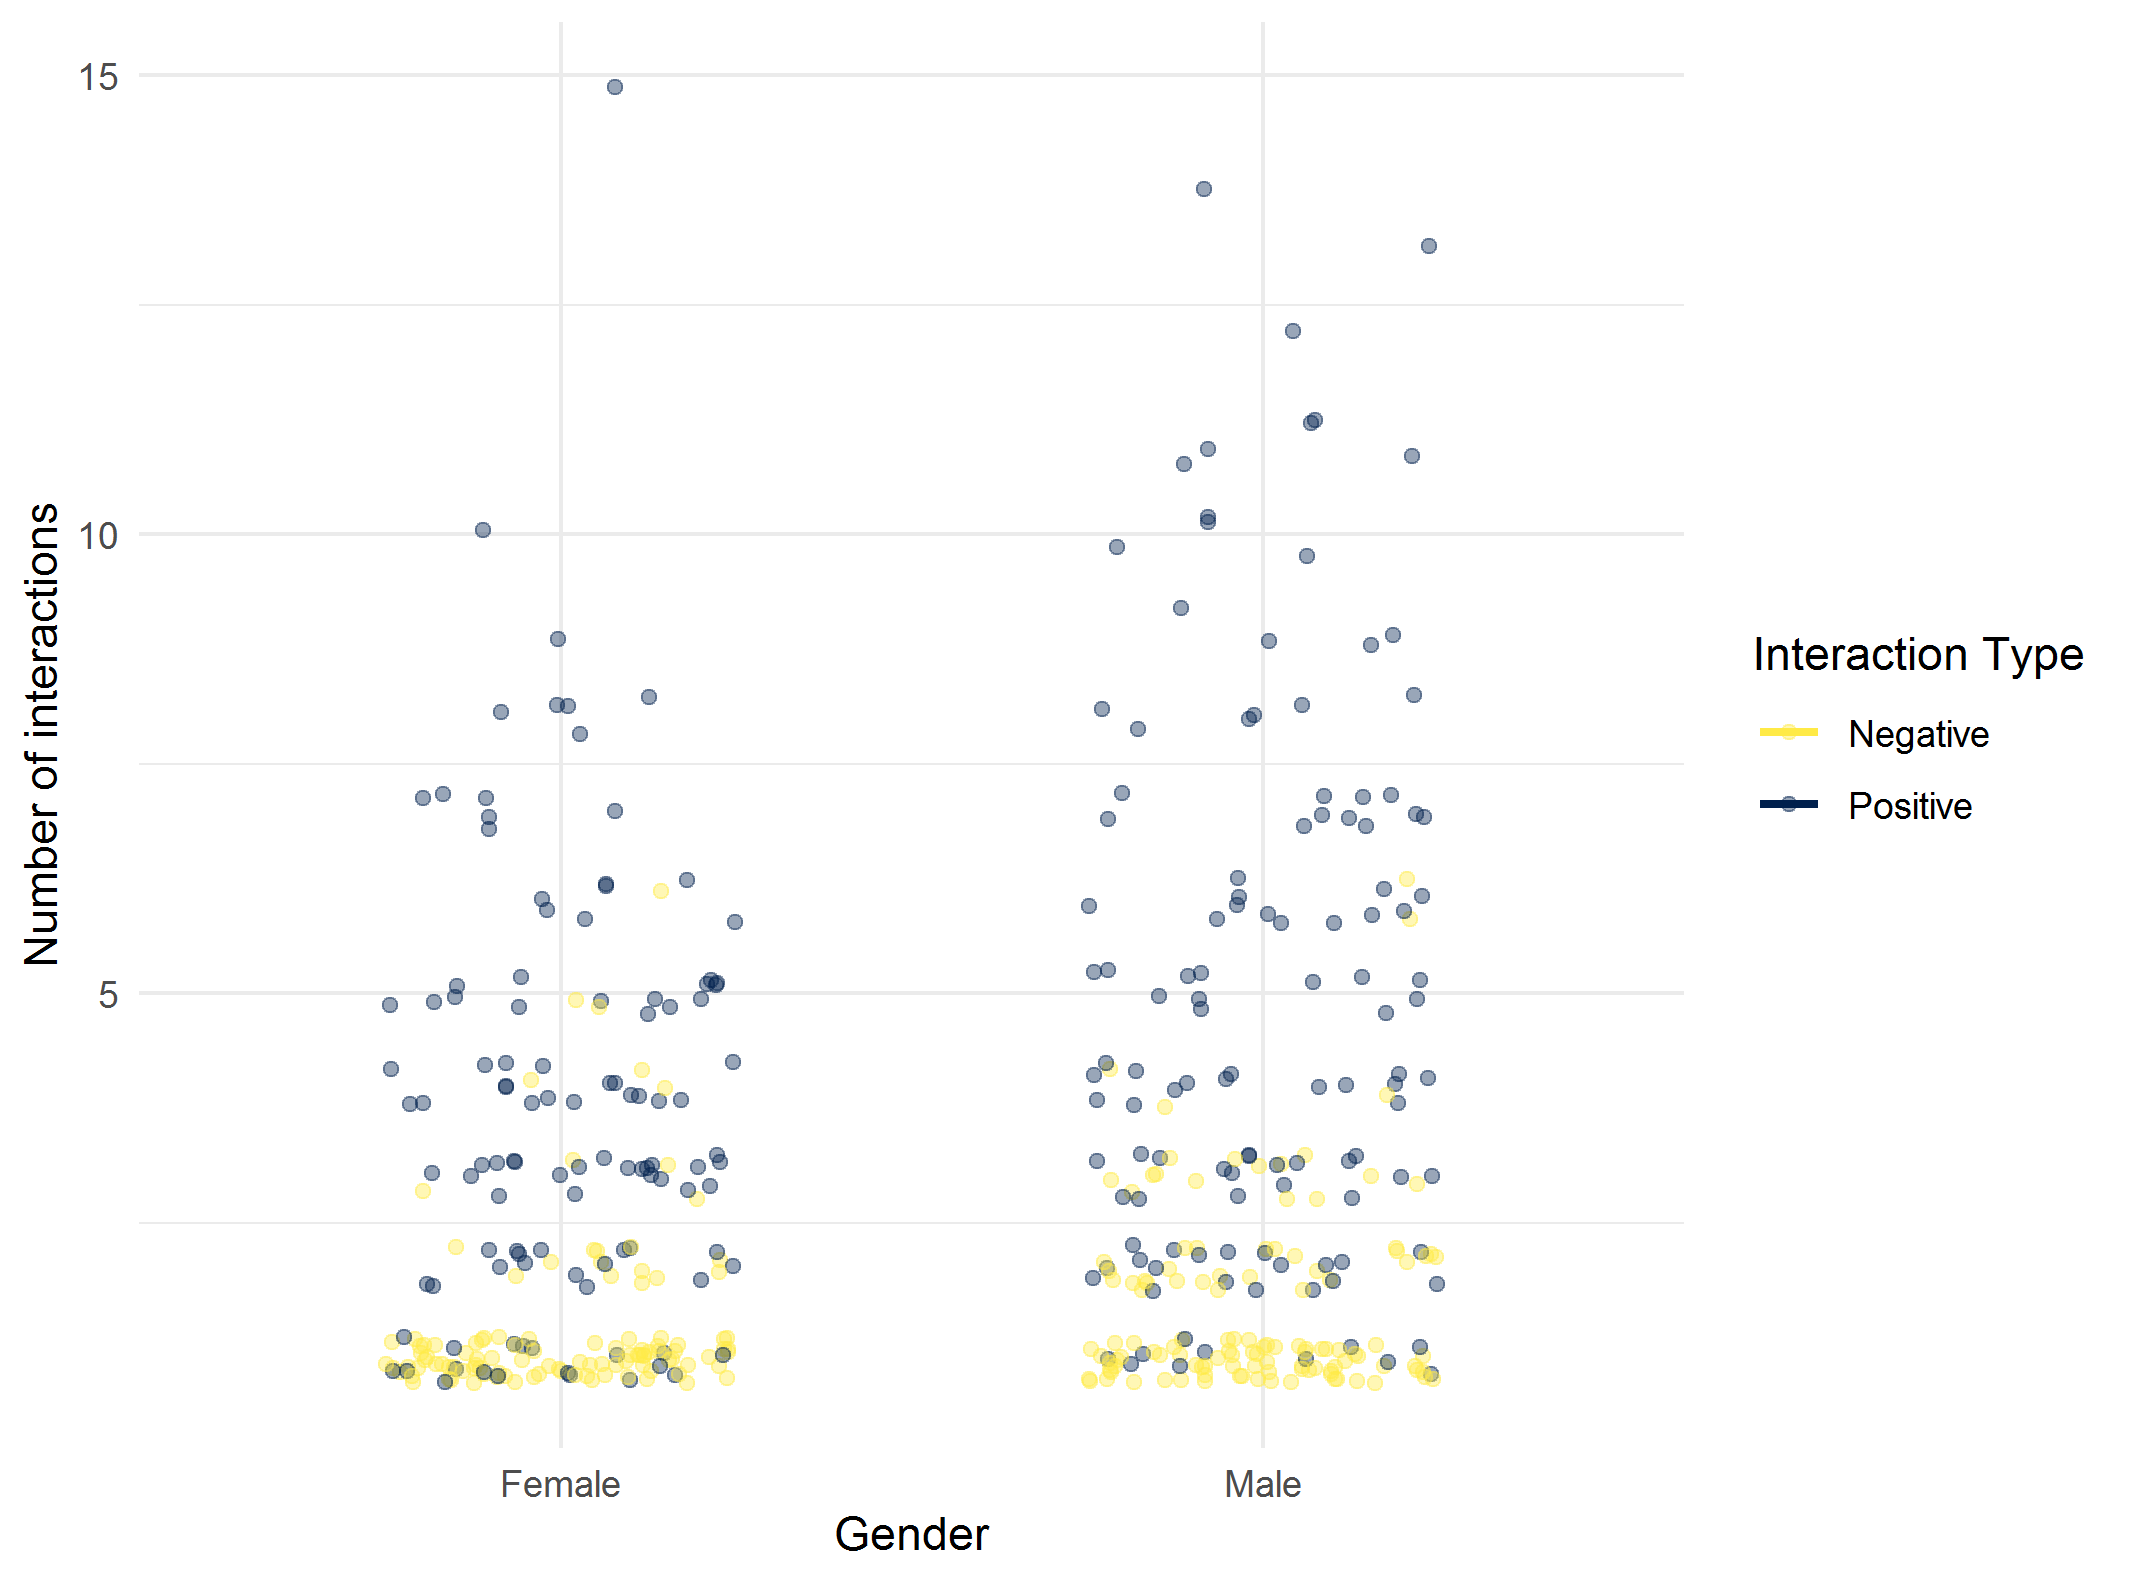 15
10
5
Number of interactions
Female
Male
Gender
Interaction Type
Negative
Positive